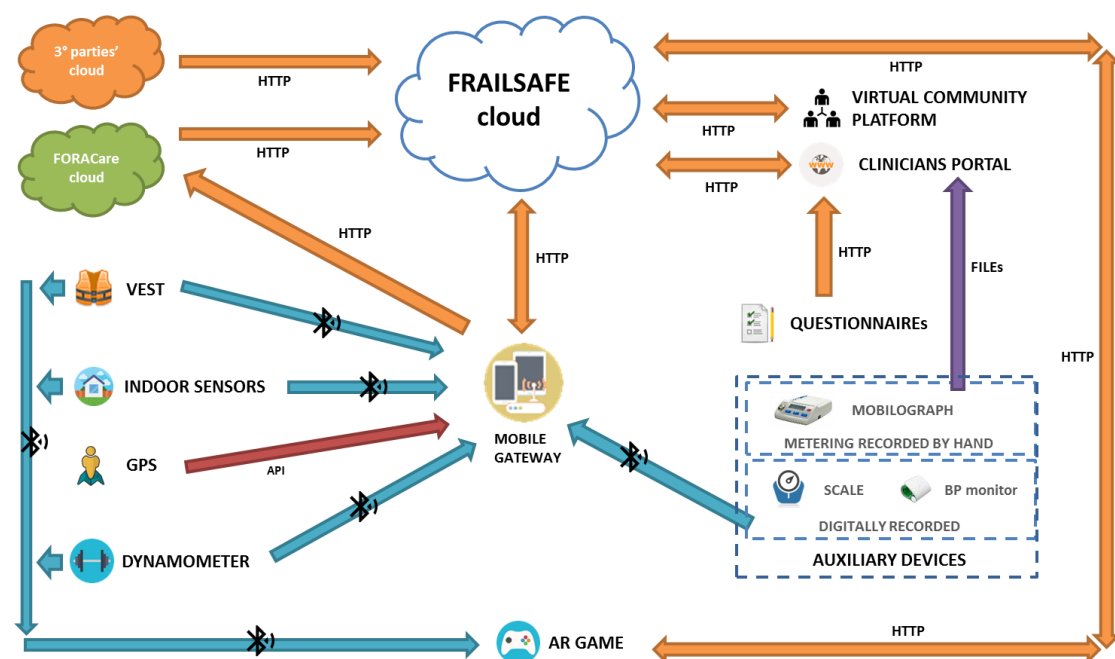 3° parties'
cloud
HTTP
FRAILSAFE
cloud
HTTP
FORACare
cloud
HTTP
HTTP
VIRTUAL COMMUNITY
PLATFORM
www
CLINICIANS PORTAL
HTTP
HTTP
HTTP
HTTP
FILEs
VEST
QUESTIONNAIREs
HTTP
INDOOR SENSORS
MOBILE
GATEWAY
MOBILOGRAPH
METERING RECORDED BY HAND
GPS
API
SCALE
BP monitor
DIGITALLY RECORDED
DYNAMOMETER
AUXILIARY DEVICES
AR GAME
HTTP